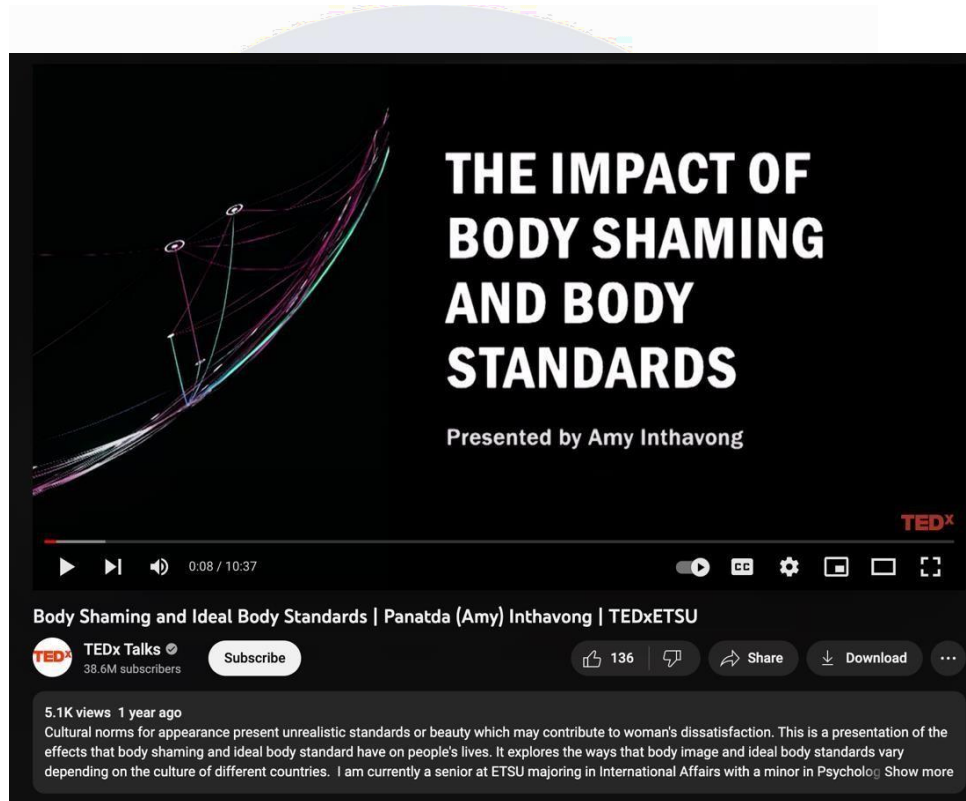 THE IMPACT OF
BODY SHAMING
AND BODY
STANDARDS
Presented by Amy Inthavong
TEDx
0:08 / 10:37
CC
Body Shaming and Ideal Body Standards | Panatda (Amy) Inthavong | TEDxETSU
TEDx
TEDx Talks
38.6M subscribers
Subscribe
136
Share
Download
5.1K views 1 year ago
Cultural norms for appearance present unrealistic standards or beauty which may contribute to woman's dissatisfaction. This is a presentation of the
effects that body shaming and ideal body standard have on people's lives. It explores the ways that body image and ideal body standards vary
depending on the culture of different countries. I am currently a senior at ETSU majoring in International Affairs with a minor in Psycholog Show more